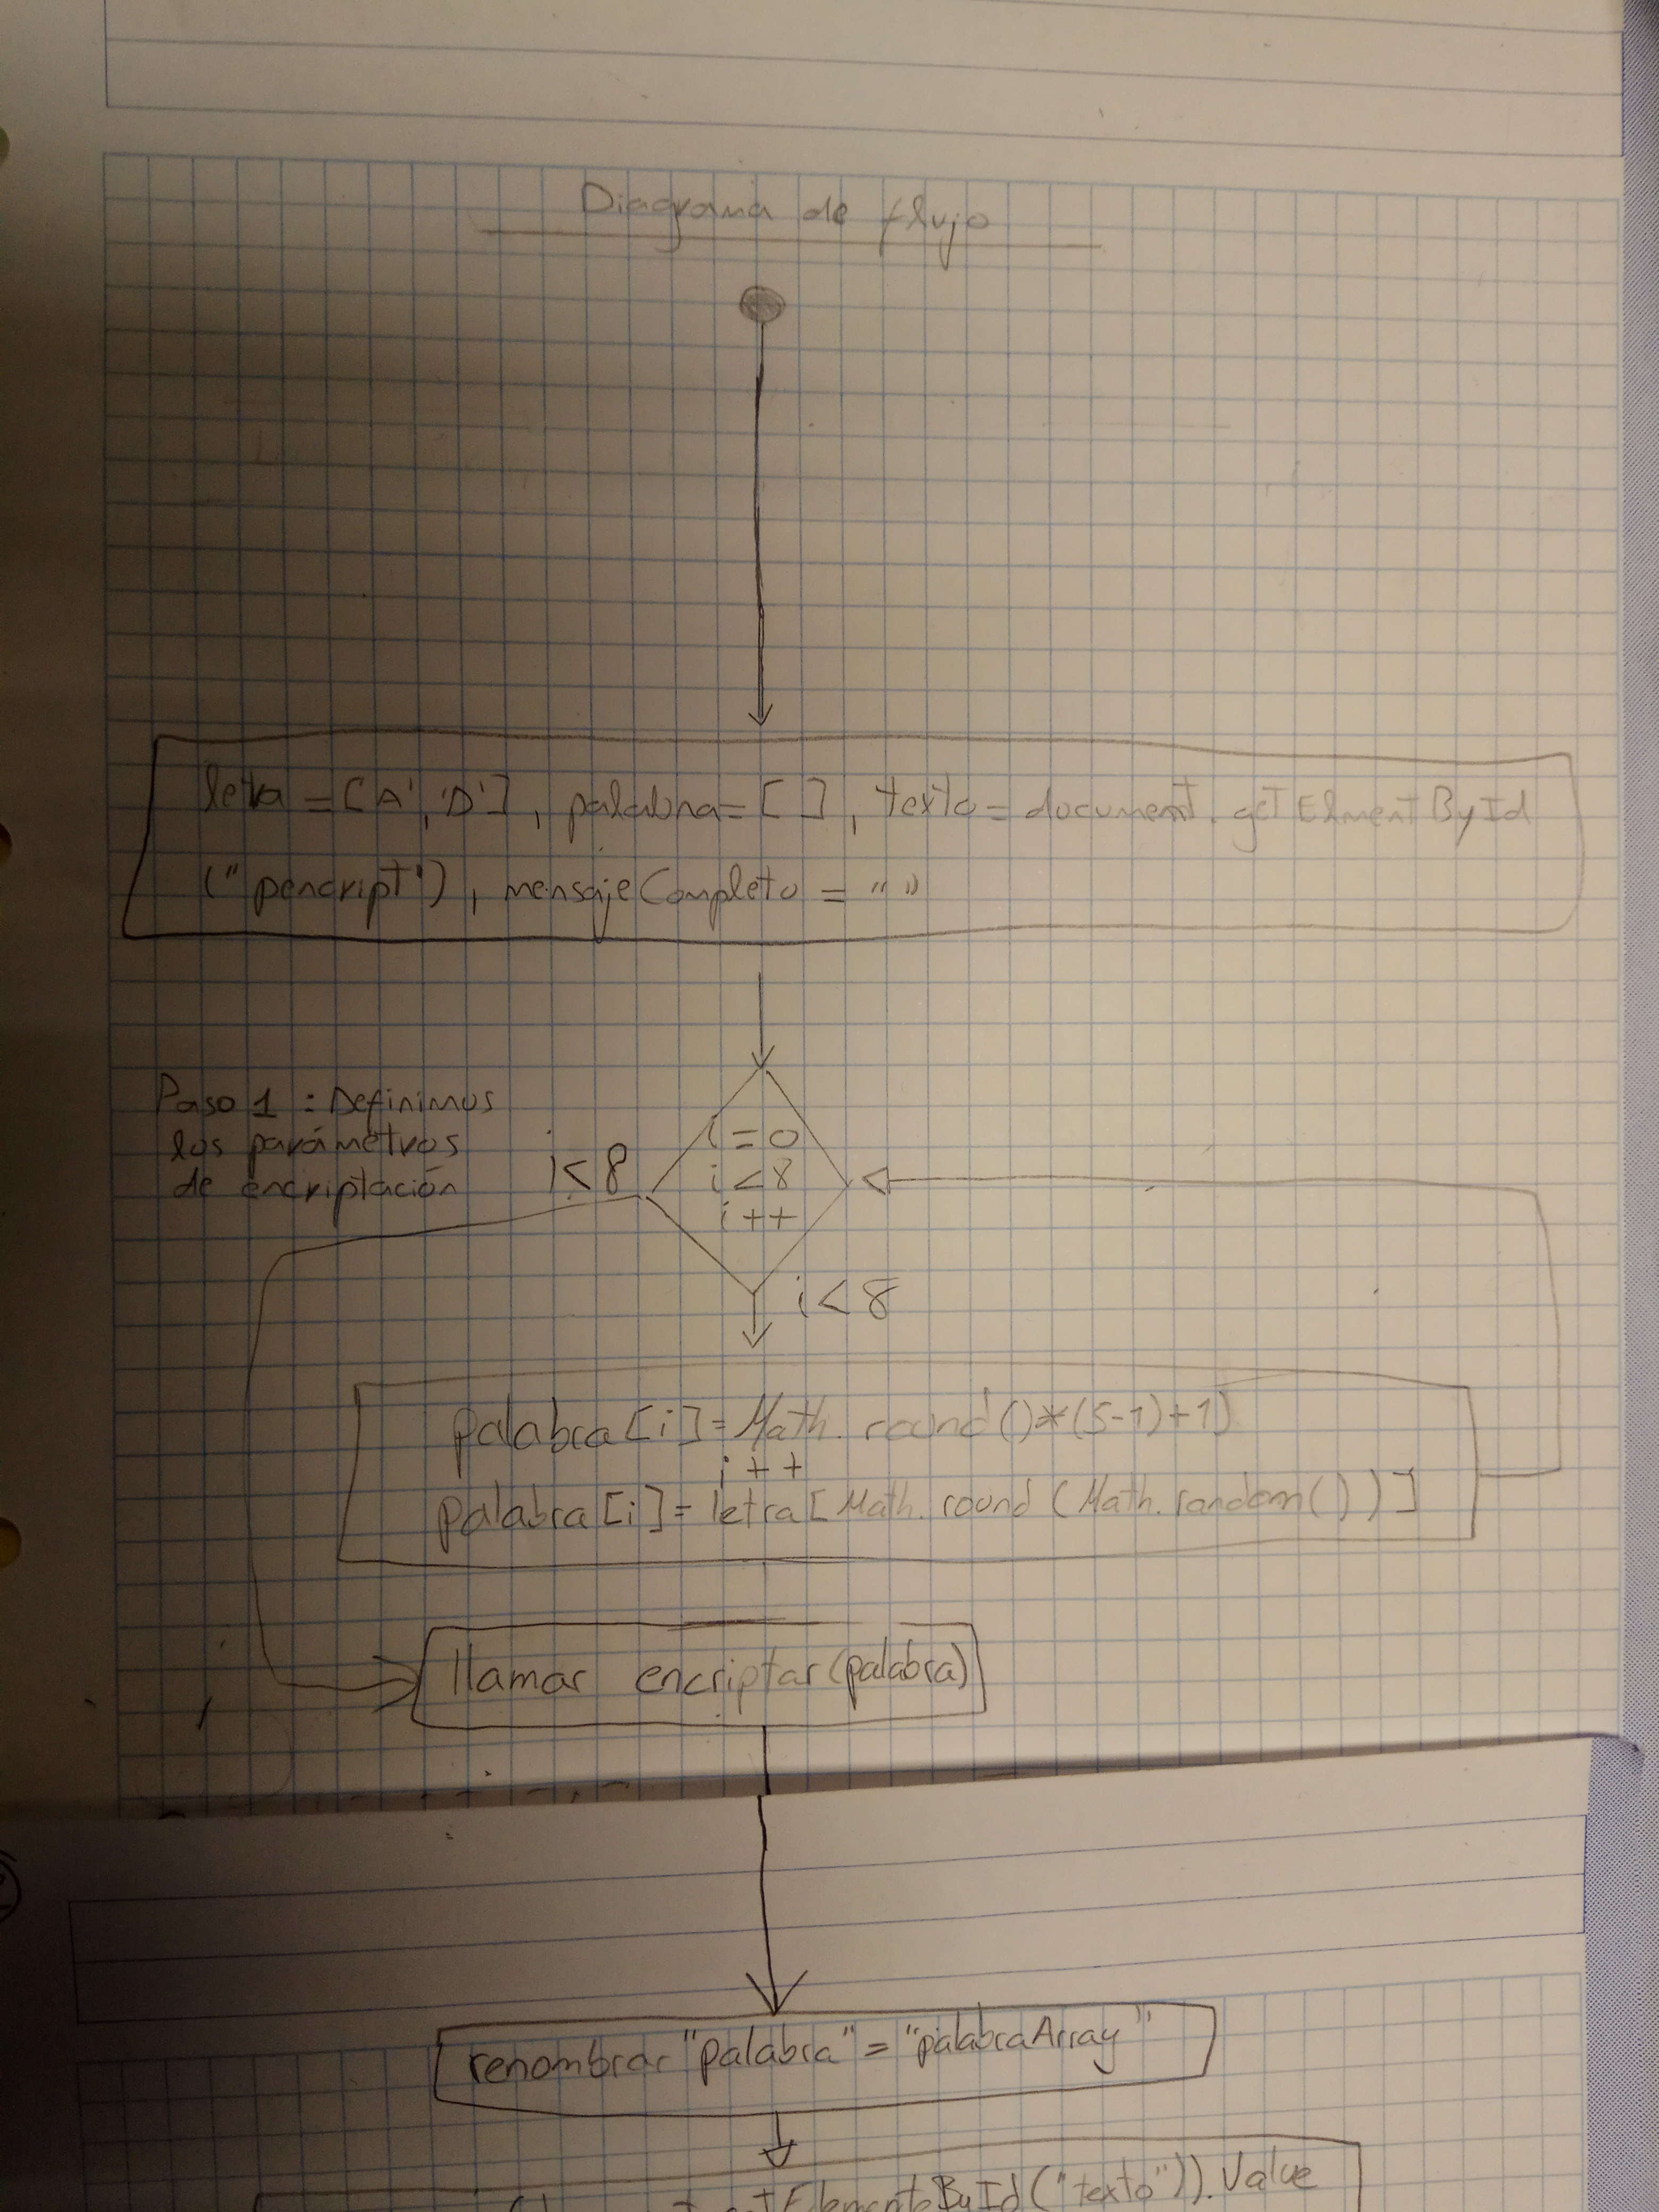 Diagrama de flujo
letra = ['A', 'D'], palabra = [ ], texto = document.getElmentById
("pencript"), mensajeCompleto = " "
Paso 1 : Definimos
los parámetros
de encriptación
i<8
i=0
i<8
i++
i<8
palabra[i]=Math.round()*(5-1)+1)
i++
palabra[i]=letra[Math.round(Math.random())]
llamar encriptar(palabra)
renombrar "palabra" = "palabraArray"
ElementById("texto")).Value